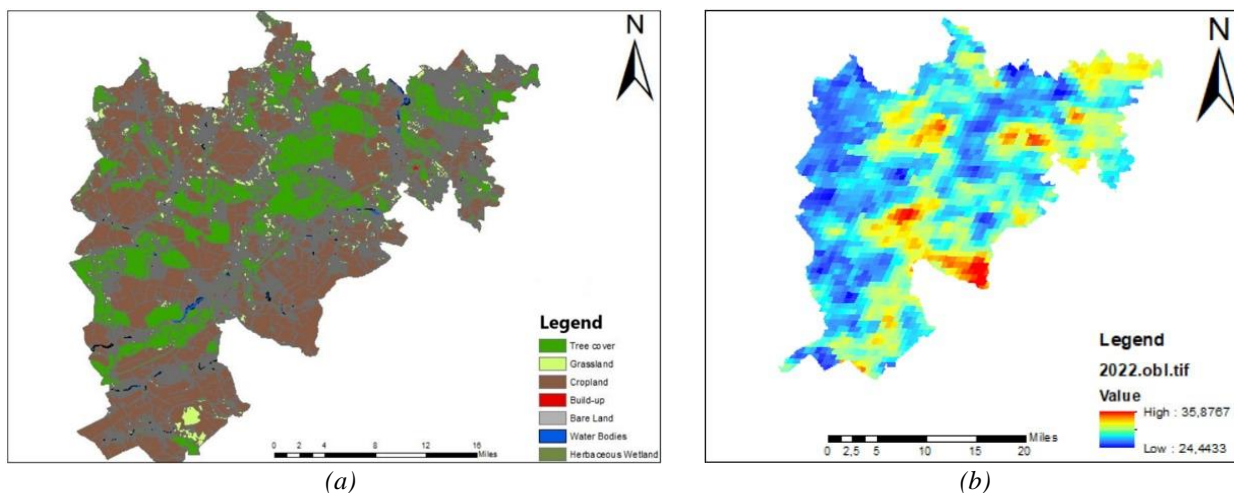 N
Legend
Tree cover
Grassland
Cropland
Build-up
Bare Land
Water Bodies
Herbaceous Wetland
0 2 4 8 12 16
Miles
(a)
N
Legend
2022.obl.tif
Value
High : 35,8767
Low : 24,4433
0 2,5 5 10 15 20
Miles
(b)